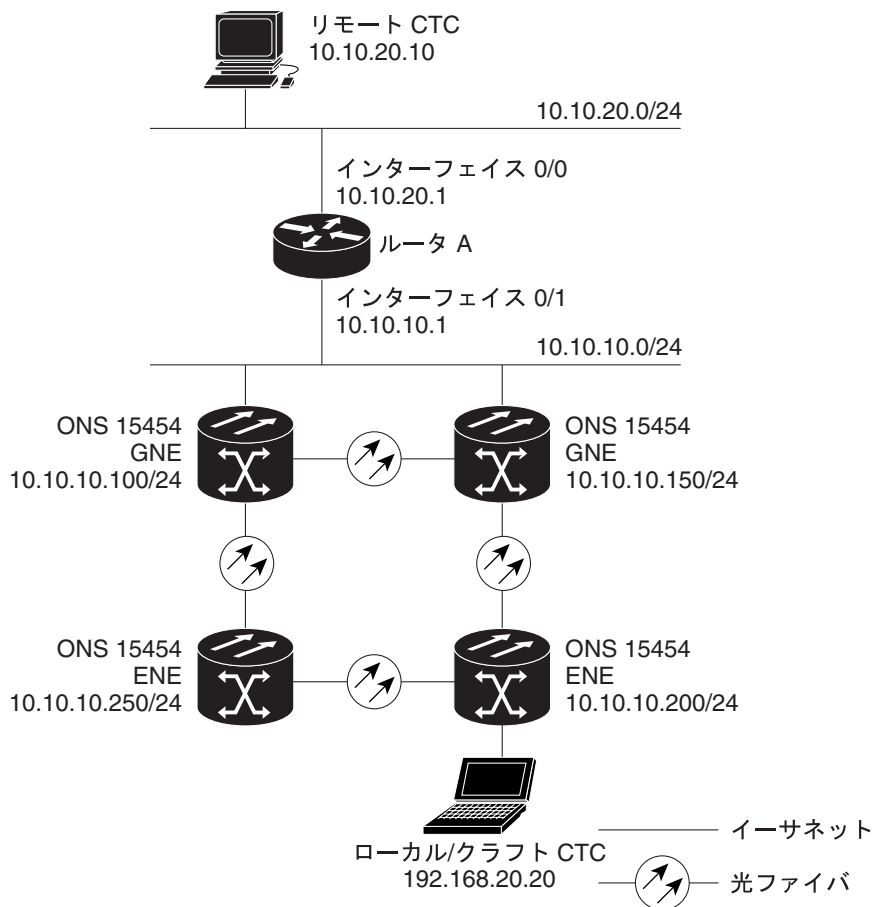 リモート CTC
10.10.20.10
10.10.20.0/24
インターフェイス 0/0
10.10.20.1
ルータ A
インターフェイス 0/1
10.10.10.1
10.10.10.0/24
ONS 15454
GNE
10.10.10.100/24
ONS 15454
GNE
10.10.10.150/24
ONS 15454
ENE
10.10.10.250/24
ONS 15454
ENE
10.10.10.200/24
ローカル/クラフト CTC
192.168.20.20
イーサネット
光ファイバ